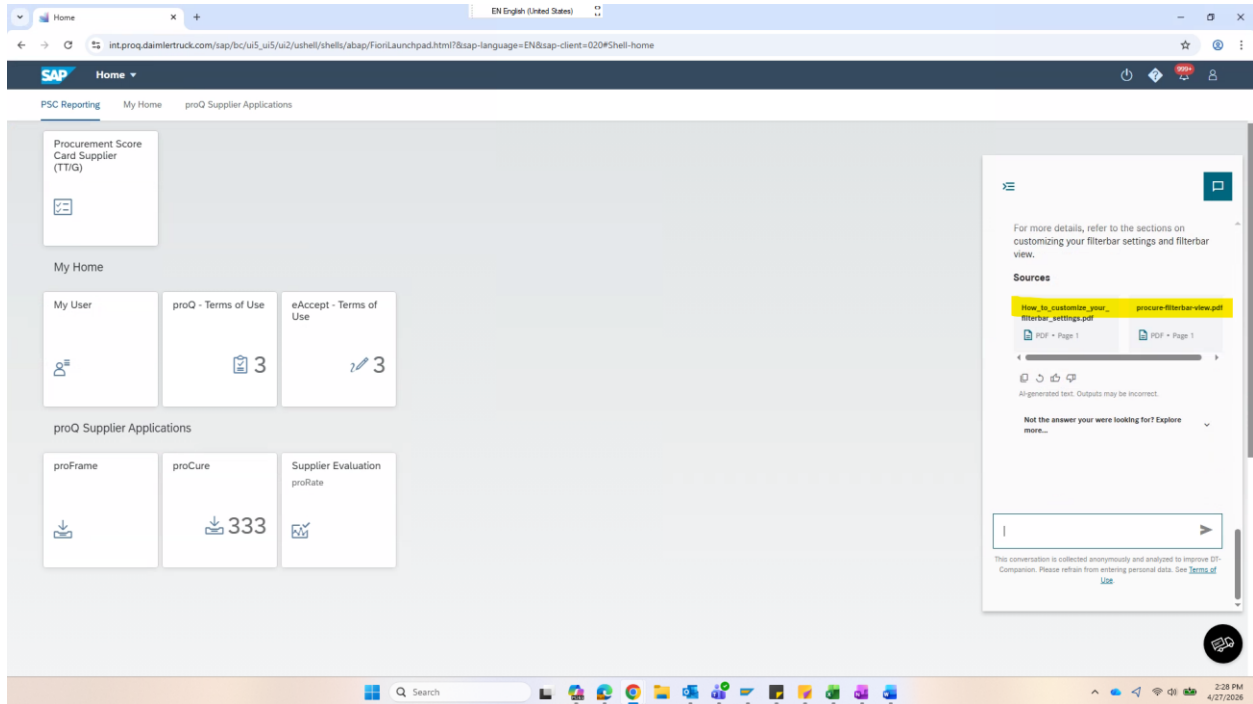 EN English (United States)
Home
int.proq.daimlertruck.com/sap/bc/ui5_ui5/ui2/ushell/shells/abap/FioriLaunchpad.html?&sap-language=EN&sap-client=020#Shell-home
SAP Home
999+
PSC Reporting My Home proQ Supplier Applications
Procurement Score
Card Supplier
(TT/G)
My Home
My User
proQ - Terms of Use
3
eAccept - Terms of
Use
3
proQ Supplier Applications
proFrame
proCure
333
Supplier Evaluation
proRate
For more details, refer to the sections on
customizing your filterbar settings and filterbar
view.
Sources
How_to_customize_your_
filterbar_settings.pdf
PDF • Page 1
procure-filterbar-view.pdf
PDF • Page 1
AI-generated text. Outputs may be incorrect.
Not the answer your were looking for? Explore
more...
This conversation is collected anonymously and analyzed to improve DT-
Companion. Please refrain from entering personal data. See Terms of
Use
Search
2:28 PM
4/27/2026